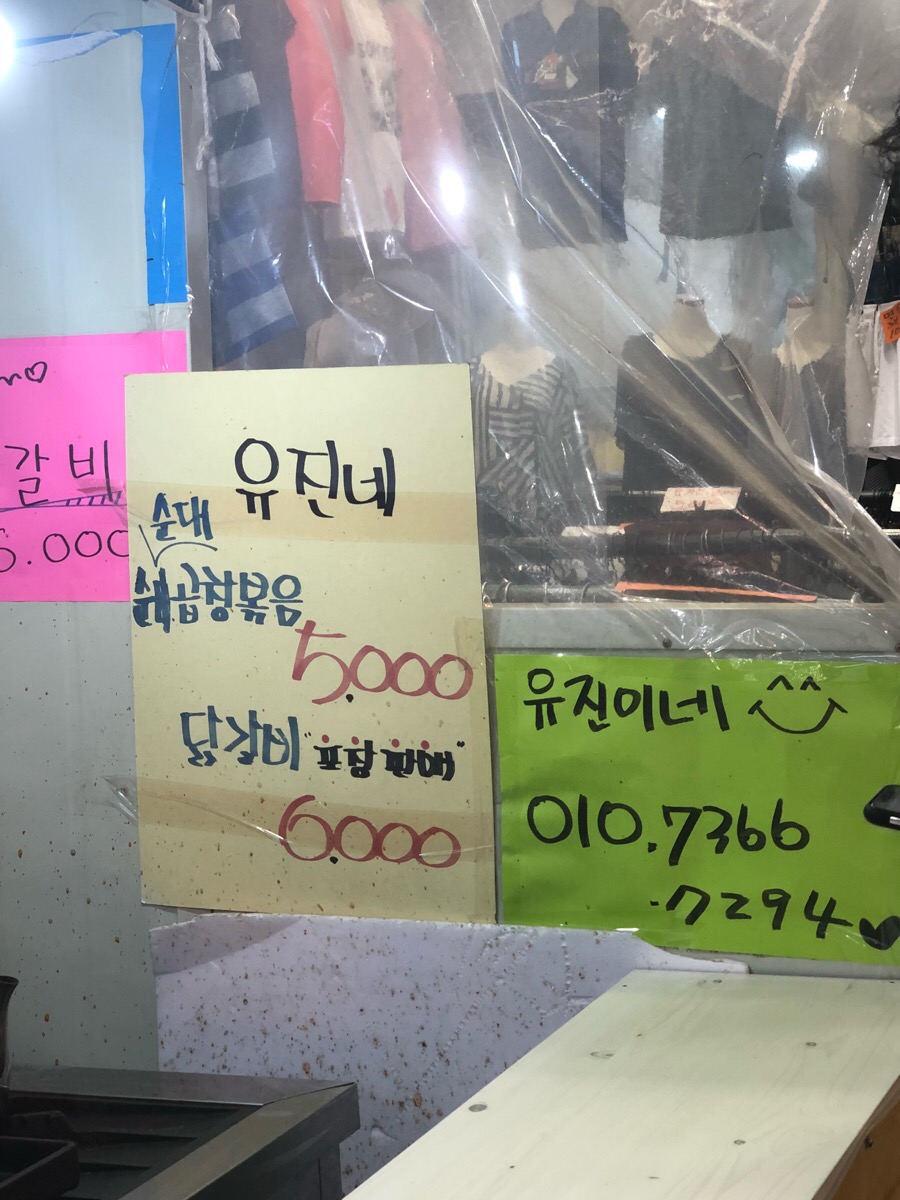 갈비
.000
유진네
순대
곱창볶음
5.000
닭갈비 "포장판매"
6.000
유진이네
010.7366
.7294